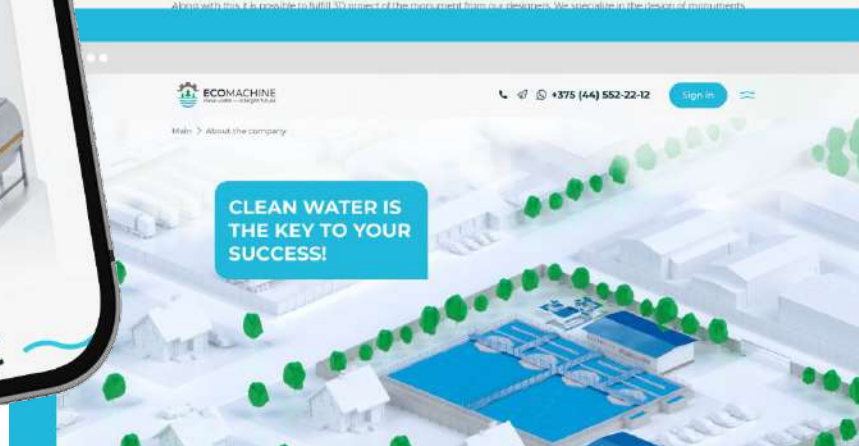 Along with this, it is possible to fulfill 3D project of the monument from our designers. We specialize in the design of monuments
ECOMACHINE
+375 (44) 552-22-12
Sign in
Main > About the company
CLEAN WATER IS
THE KEY TO YOUR
SUCCESS!